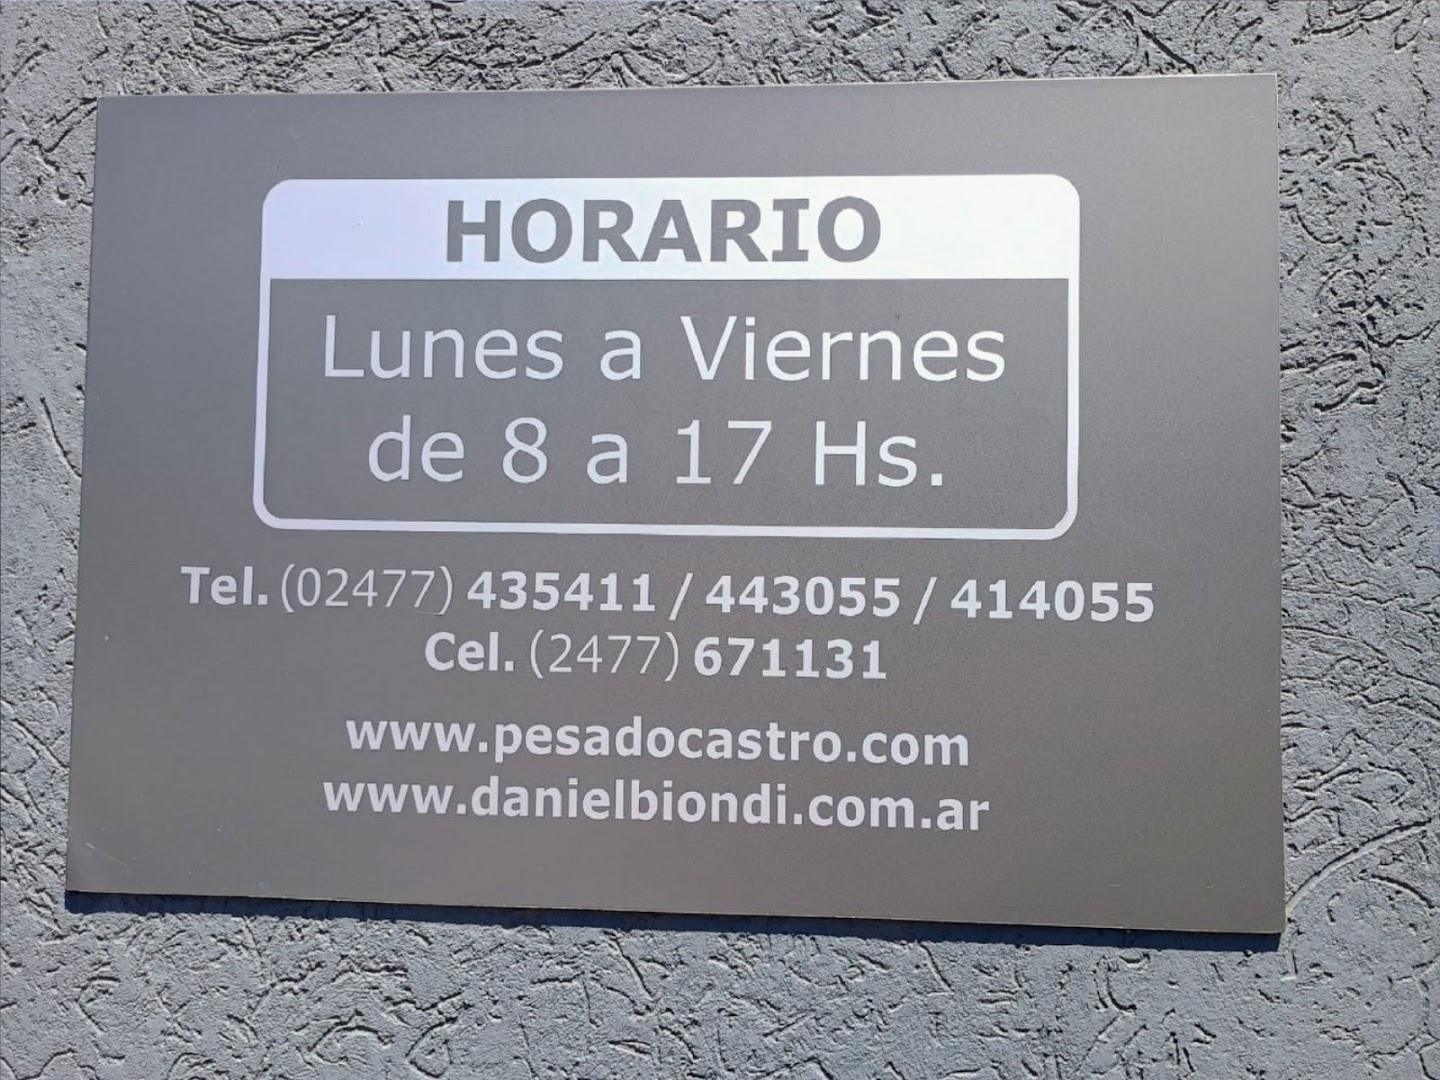 HORARIO
Lunes a Viernes
de 8 a 17 Hs.
Tel. (02477) 435411 / 443055 / 414055
Cel. (2477) 671131
www.pesadocastro.com
www.danielbiondi.com.ar